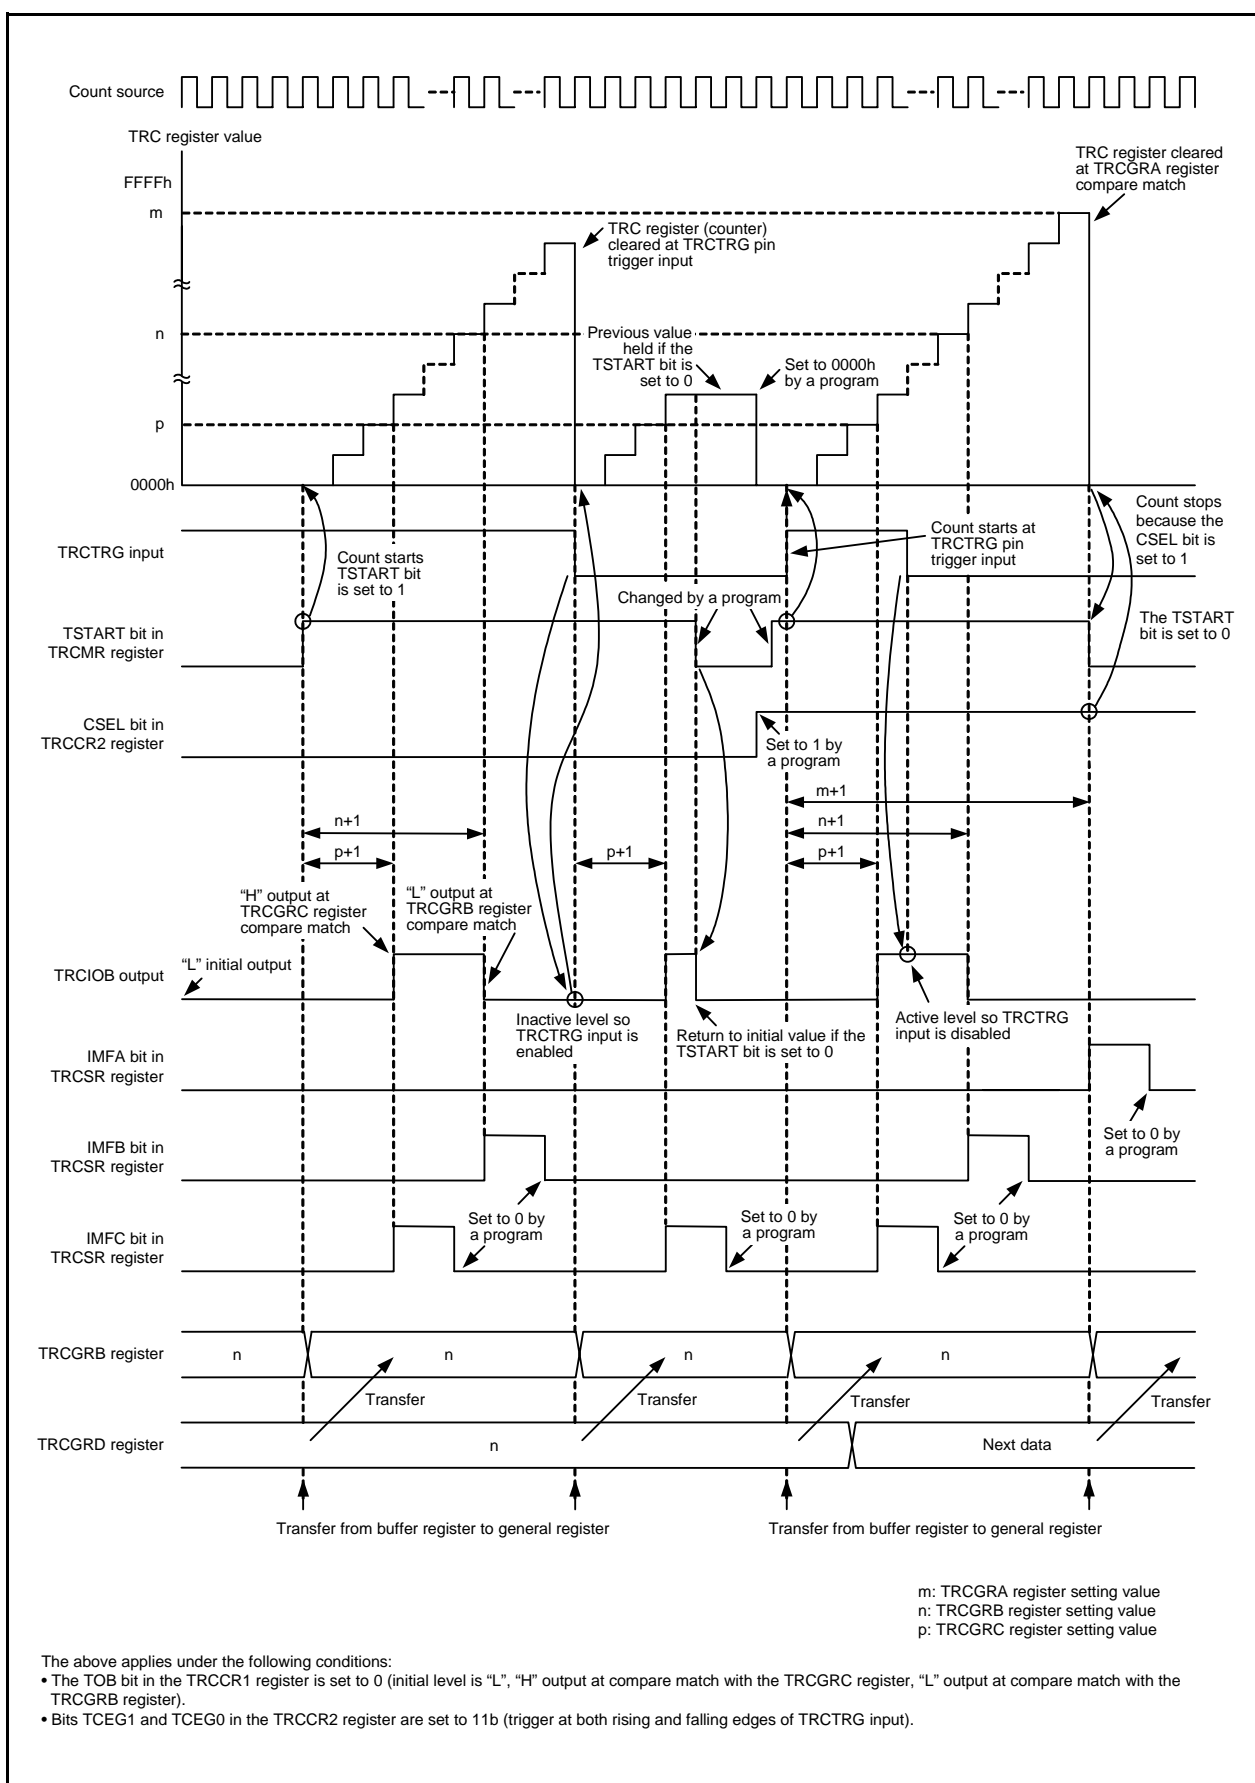 Count source
TRC register value
FFFFh
m
n
p
0000h
TRC register cleared
at TRCGRA register
compare match
TRC register (counter)
cleared at TRCTRG pin
trigger input
Previous value
held if the
TSTART bit is
set to 0
Set to 0000h
by a program
TRCTRG input
Count starts
TSTART bit
is set to 1
Count starts at
TRCTRG pin
trigger input
Count stops
because the
CSEL bit is
set to 1
Changed by a program
TSTART bit in
TRCMR register
The TSTART
bit is set to 0
CSEL bit in
TRCCR2 register
Set to 1 by
a program
m+1
n+1
n+1
p+1
p+1
p+1
“H” output at
TRCGRC register
compare match
“L” output at
TRCGRB register
compare match
“L” initial output
TRCIOB output
Inactive level so
TRCTRG input is
enabled
Return to initial value if the
TSTART bit is set to 0
Active level so TRCTRG
input is disabled
IMFA bit in
TRCSR register
Set to 0 by
a program
IMFB bit in
TRCSR register
Set to 0 by
a program
Set to 0 by
a program
Set to 0 by
a program
IMFC bit in
TRCSR register
TRCGRB register
n
n
n
n
Transfer
Transfer
Transfer
Transfer
TRCGRD register
n
Next data
Transfer from buffer register to general register
Transfer from buffer register to general register
m: TRCGRA register setting value
n: TRCGRB register setting value
p: TRCGRC register setting value
The above applies under the following conditions:
• The TOB bit in the TRCCR1 register is set to 0 (initial level is “L”, “H” output at compare match with the TRCGRC register, “L” output at compare match with the
TRCGRB register).
• Bits TCEG1 and TCEG0 in the TRCCR2 register are set to 11b (trigger at both rising and falling edges of TRCTRG input).